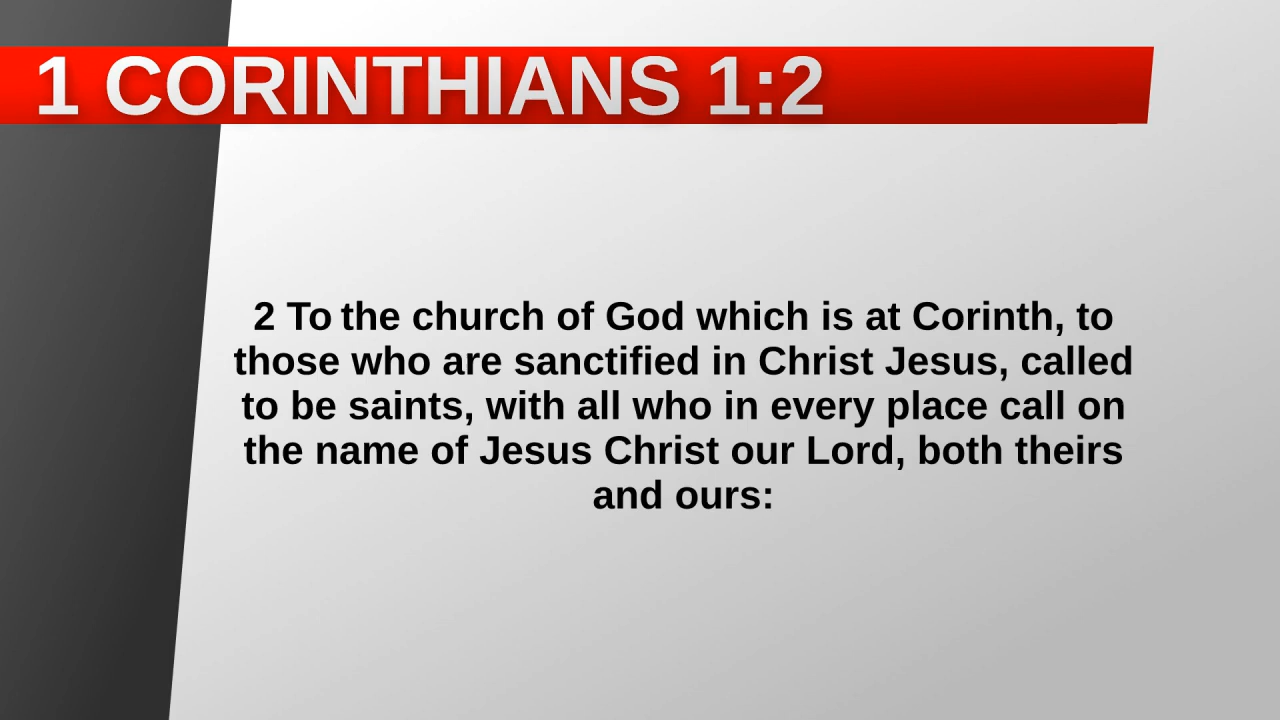 1 CORINTHIANS 1:2
2 To the church of God which is at Corinth, to
those who are sanctified in Christ Jesus, called
to be saints, with all who in every place call on
the name of Jesus Christ our Lord, both theirs
and ours: